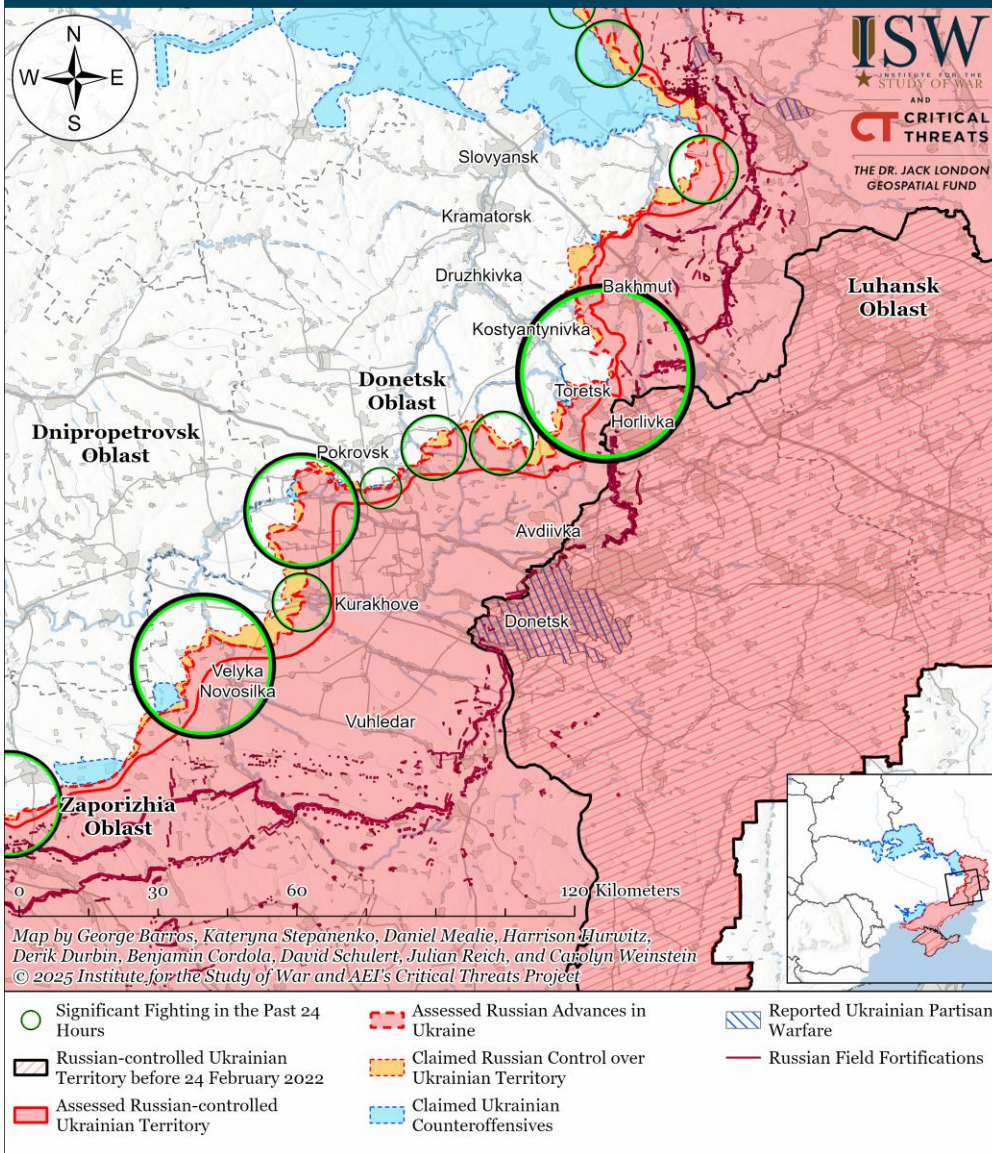 N
W
E
S
ISW
INSTITUTE FOR THE
STUDY OF WAR
AND
CT CRITICAL
THREATS
THE DR. JACK LONDON
GEOSPATIAL FUND
Slovyansk
Kramatorsk
Druzhkivka
Bakhmut
Luhansk
Oblast
Kostyantynivka
Donetsk
Oblast
Toretsk
Dnipropetrovsk
Oblast
Horlivka
Pokrovsk
Avdiivka
Kurakhove
Donetsk
Velyka
Novosilka
Vuhledar
Zaporizhia
Oblast
0 30 60 120 Kilometers
Map by George Barros, Kateryna Stepanenko, Daniel Mealie, Harrison Hurwitz,
Derik Durbin, Benjamin Cordola, David Schulert, Julian Reich, and Carolyn Weinstein
© 2025 Institute for the Study of War and AEI's Critical Threats Project
Significant Fighting in the Past 24
Hours
Russian-controlled Ukrainian
Territory before 24 February 2022
Assessed Russian-controlled
Ukrainian Territory
Assessed Russian Advances in
Ukraine
Claimed Russian Control over
Ukrainian Territory
Claimed Ukrainian
Counteroffensives
Reported Ukrainian Partisan
Warfare
Russian Field Fortifications